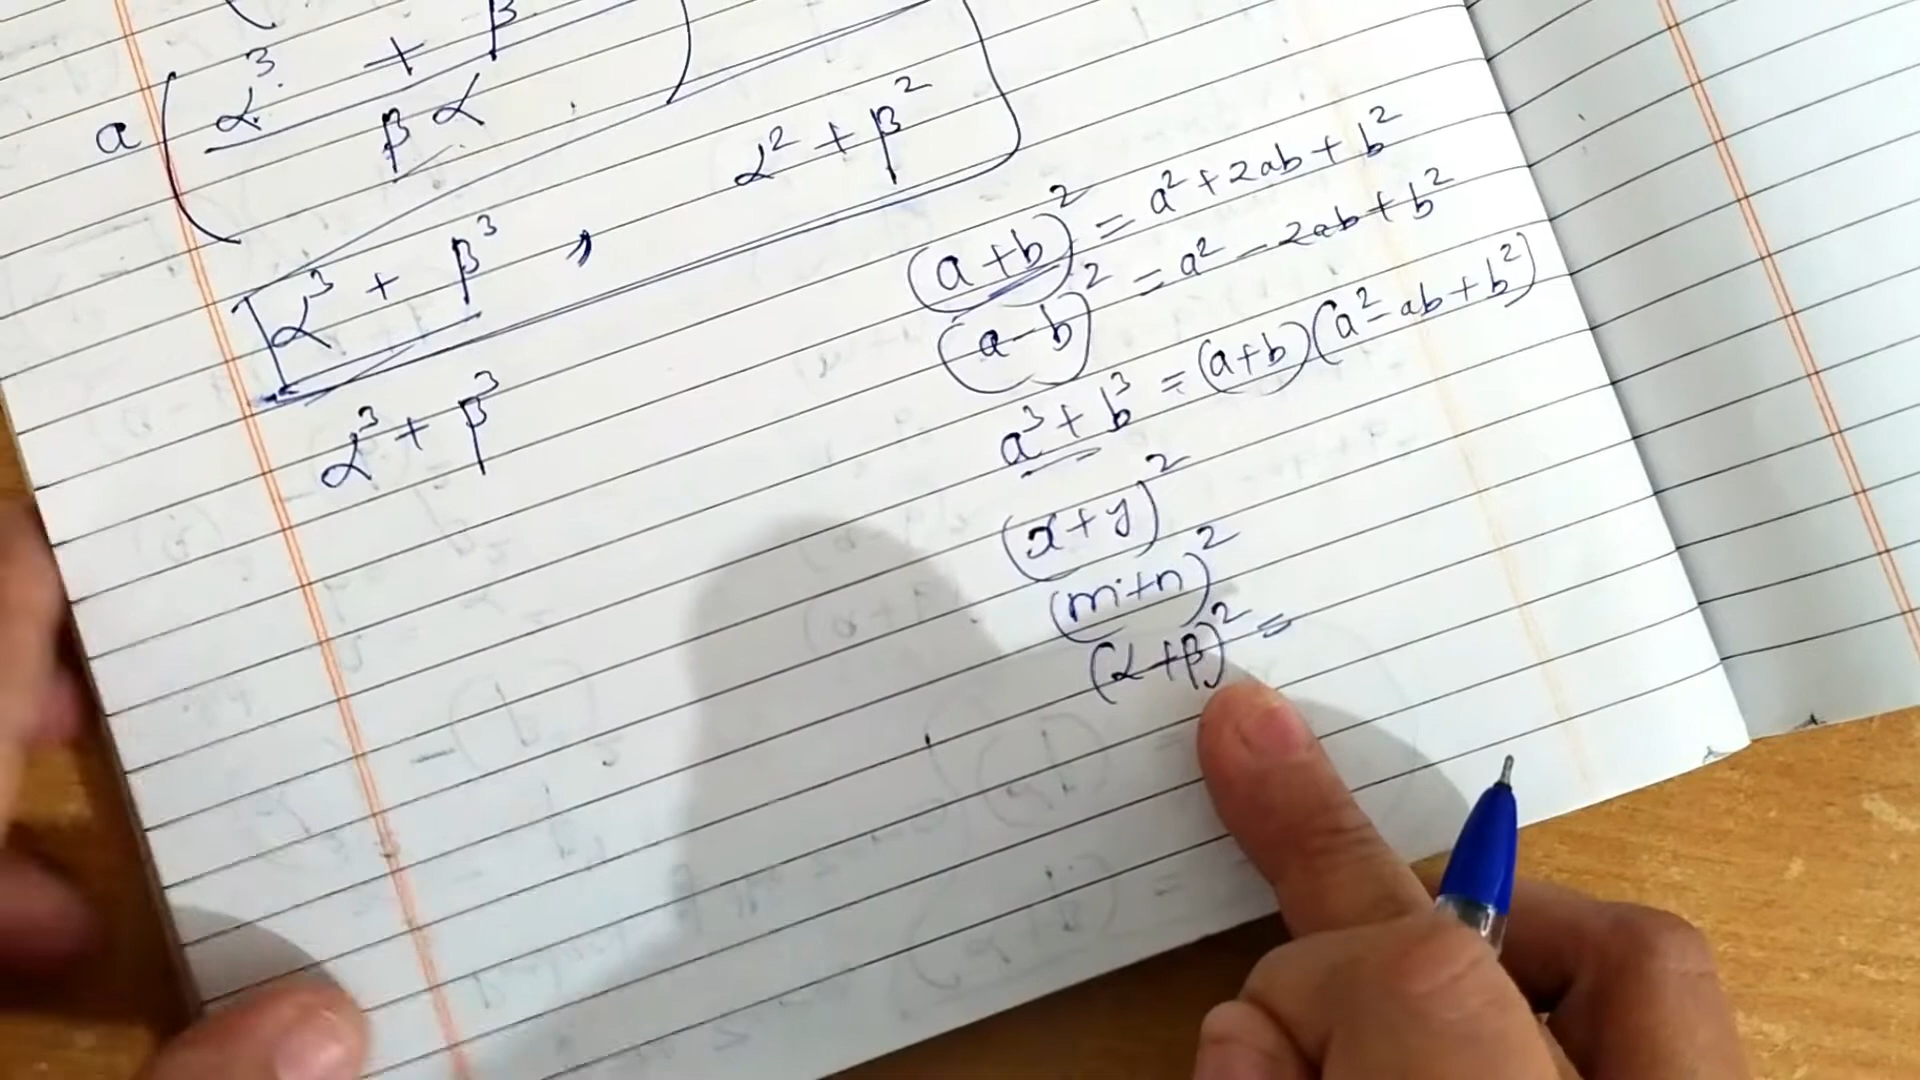 a ( α³ + β
β α
α² + β²
α³ + β³ ,
α³ + β³
(a+b)² = a² + 2ab + b²
(a-b)² = a² - 2ab + b²
a³ + b³ = (a+b)(a² - ab + b²)
(x+y)²
(m+n)²
(α+β)² =